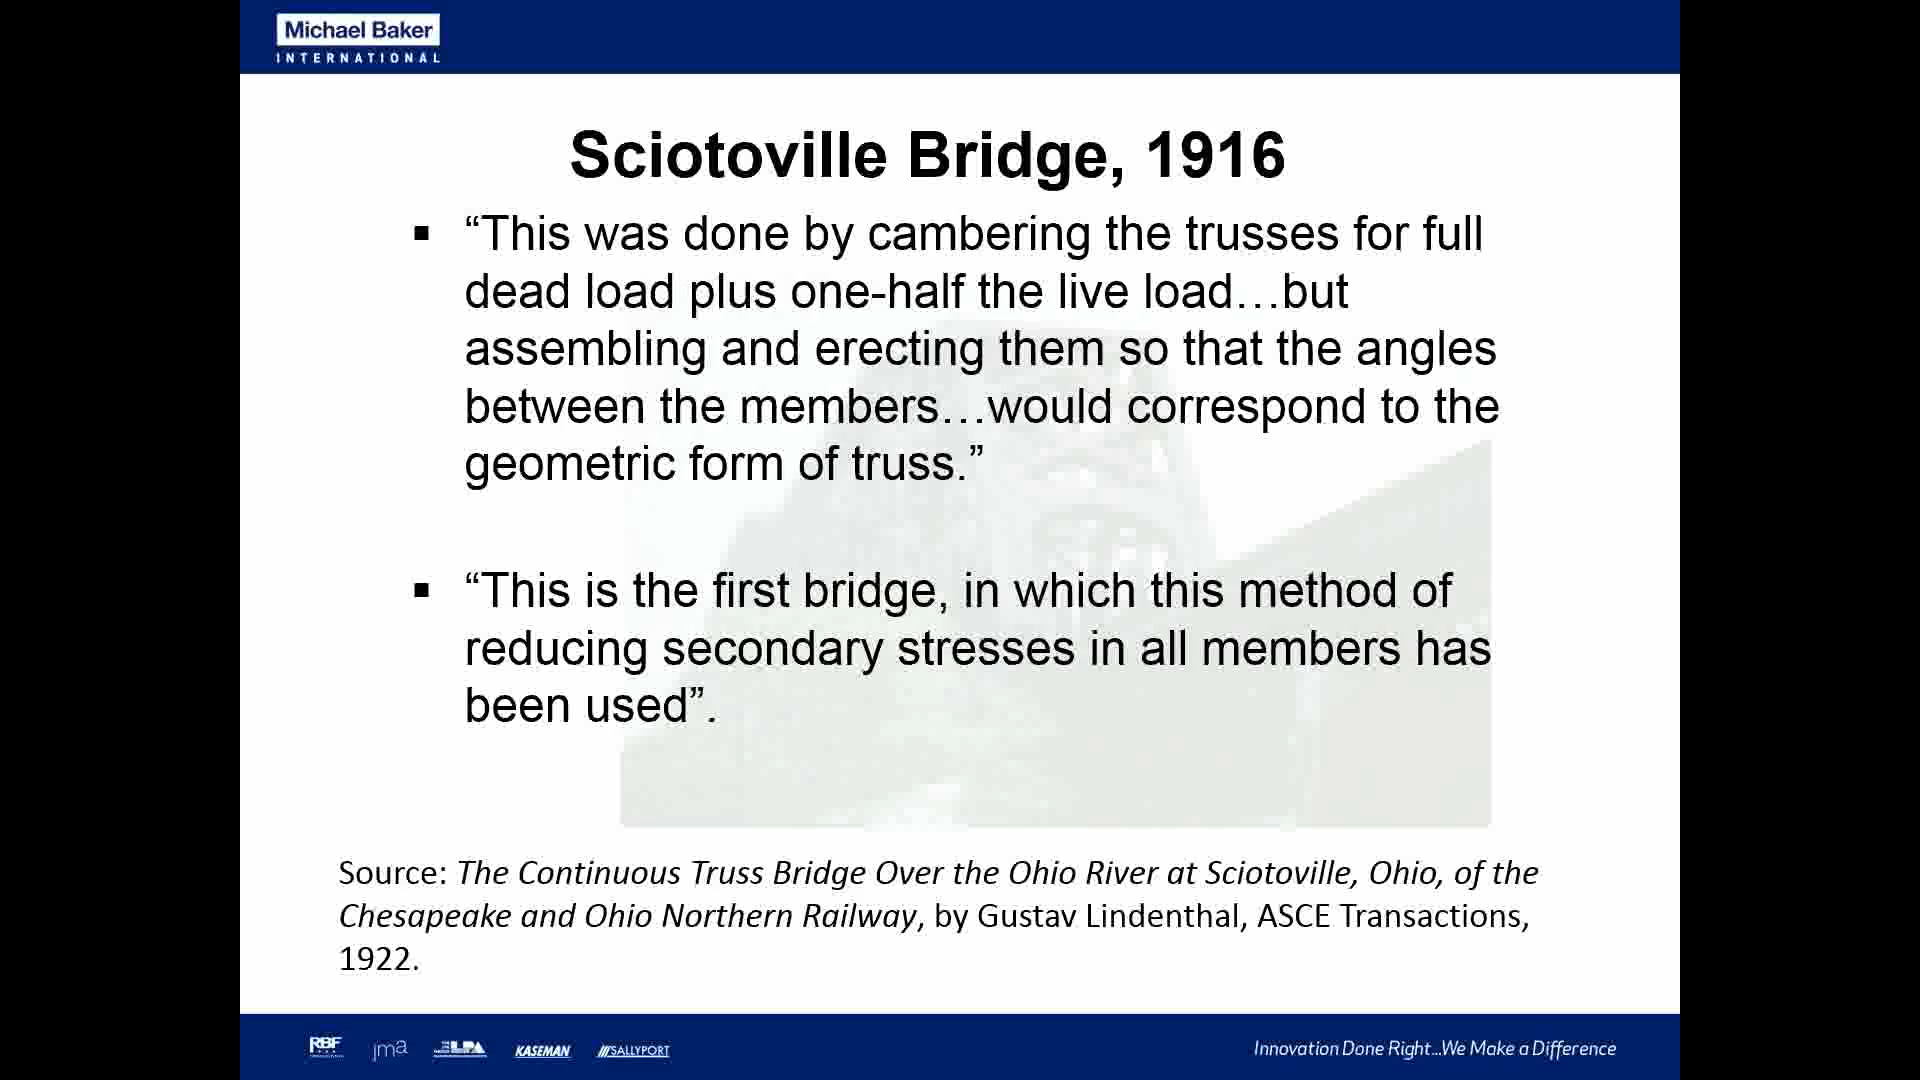 Michael Baker
INTERNATIONAL
Sciotoville Bridge, 1916
▪ “This was done by cambering the trusses for full
dead load plus one-half the live load…but
assembling and erecting them so that the angles
between the members…would correspond to the
geometric form of truss.”
▪ “This is the first bridge, in which this method of
reducing secondary stresses in all members has
been used”.
Source: The Continuous Truss Bridge Over the Ohio River at Sciotoville, Ohio, of the
Chesapeake and Ohio Northern Railway, by Gustav Lindenthal, ASCE Transactions,
1922.
RBF jma LPA KASEMAN SALLYPORT
Innovation Done Right...We Make a Difference